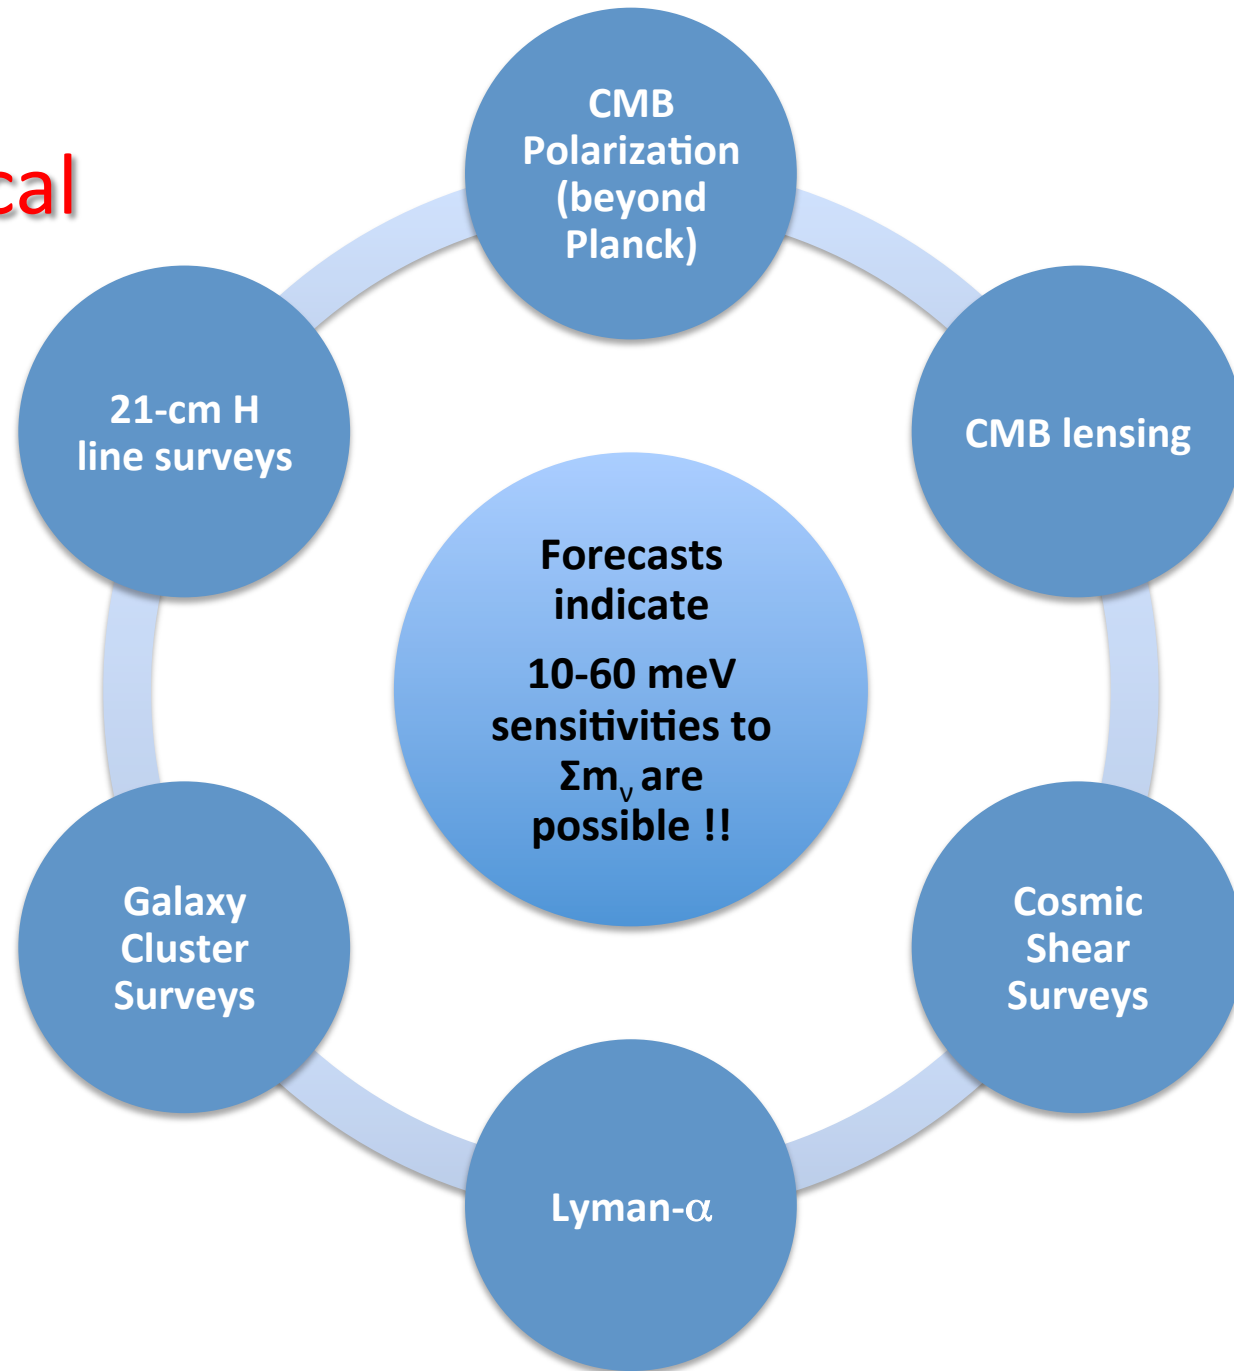 CMB
Polarization
(beyond
Planck)
21-cm H
line surveys
CMB lensing
Forecasts
indicate
10-60 meV
sensitivities to
Σmν are
possible !!
Galaxy
Cluster
Surveys
Cosmic
Shear
Surveys
Lyman-α